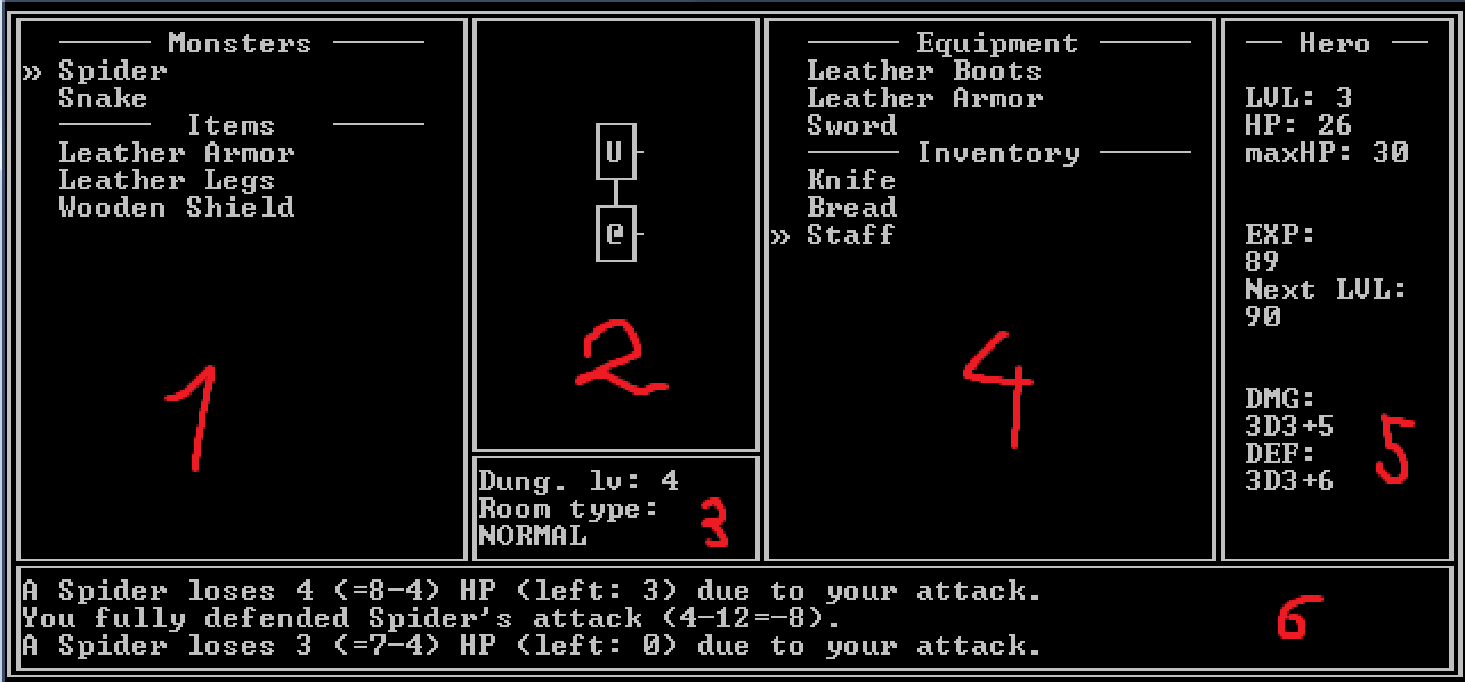 Monsters
» Spider
Snake
Items
Leather Armor
Leather Legs
Wooden Shield
1
U
@
2
Dung. lv: 4
Room type:
NORMAL
3
Equipment
Leather Boots
Leather Armor
Sword
Inventory
Knife
Bread
» Staff
4
Hero
LVL: 3
HP: 26
maxHP: 30
EXP:
89
Next LVL:
90
DMG:
3D3+5
DEF:
3D3+6
5
A Spider loses 4 (=8-4) HP (left: 3) due to your attack.
You fully defended Spider's attack (4-12=-8).
A Spider loses 3 (=7-4) HP (left: 0) due to your attack.
6